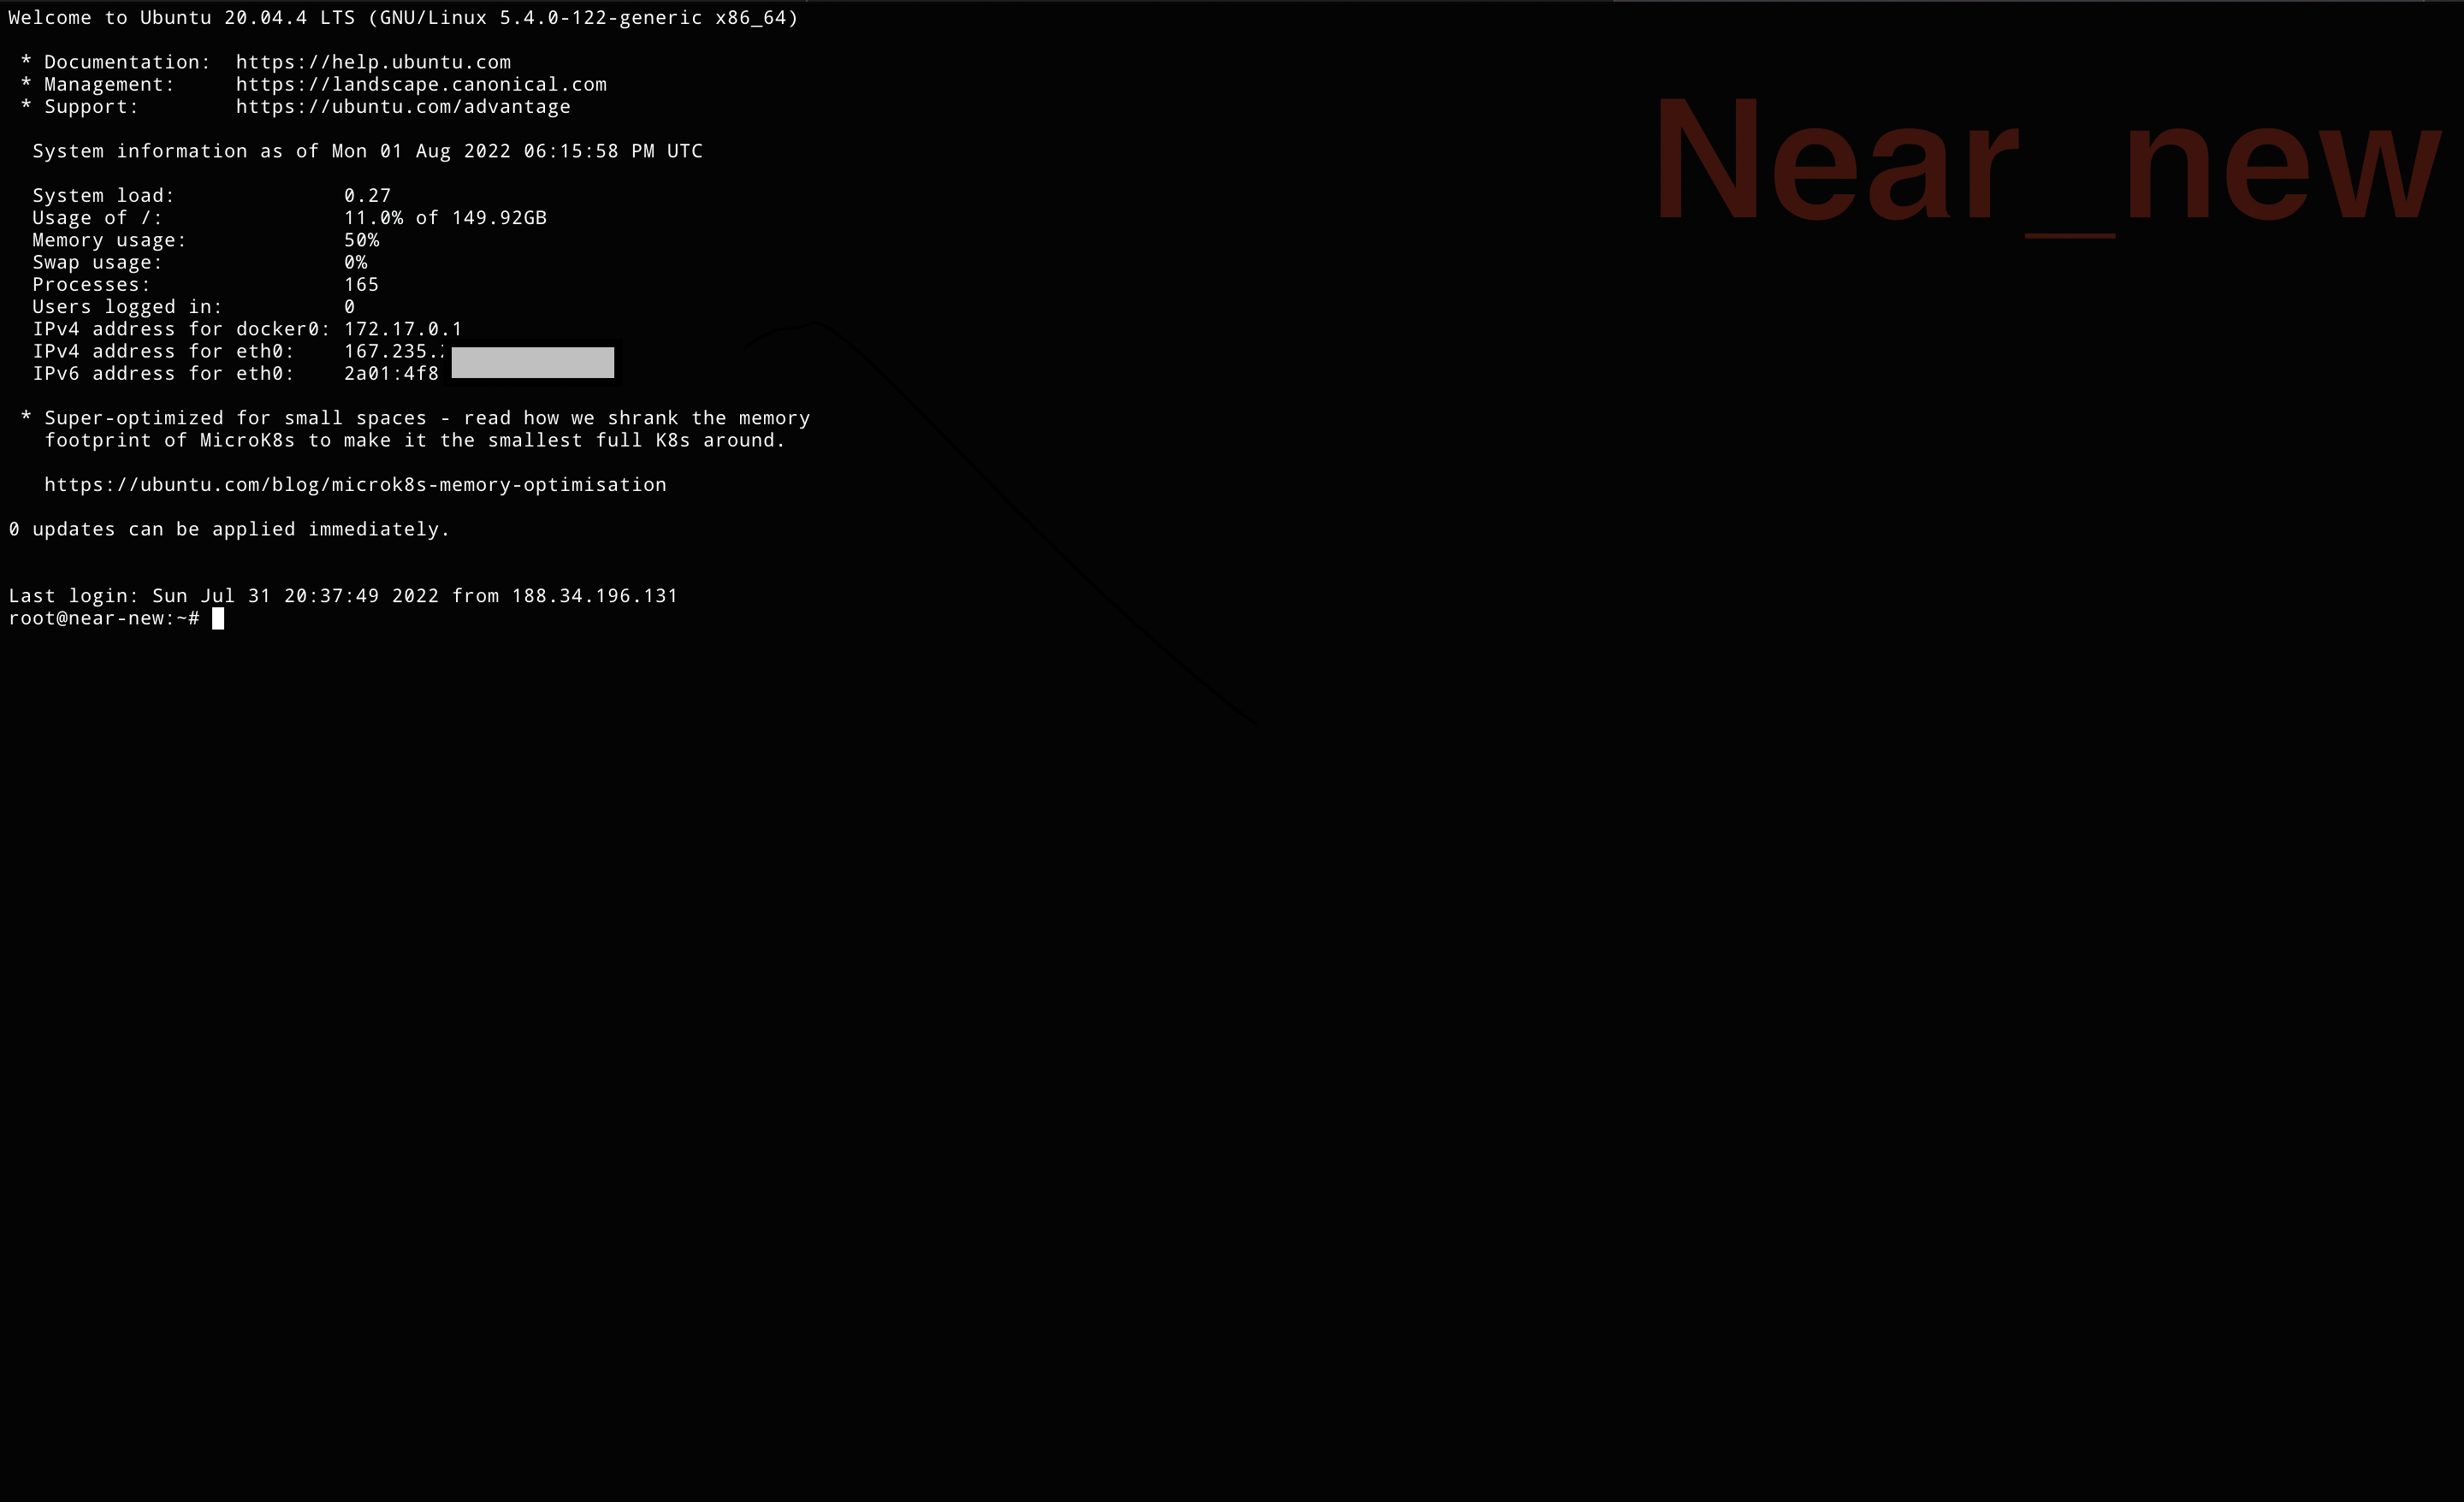 Welcome to Ubuntu 20.04.4 LTS (GNU/Linux 5.4.0-122-generic x86_64)
* Documentation:  https://help.ubuntu.com
* Management:     https://landscape.canonical.com
* Support:        https://ubuntu.com/advantage
Near_new
System information as of Mon 01 Aug 2022 06:15:58 PM UTC
System load:              0.27
Usage of /:               11.0% of 149.92GB
Memory usage:             50%
Swap usage:               0%
Processes:                165
Users logged in:          0
IPv4 address for docker0: 172.17.0.1
IPv4 address for eth0:    167.235.
IPv6 address for eth0:    2a01:4f8
* Super-optimized for small spaces - read how we shrank the memory
footprint of MicroK8s to make it the smallest full K8s around.
https://ubuntu.com/blog/microk8s-memory-optimisation
0 updates can be applied immediately.
Last login: Sun Jul 31 20:37:49 2022 from 188.34.196.131
root@near-new:~#